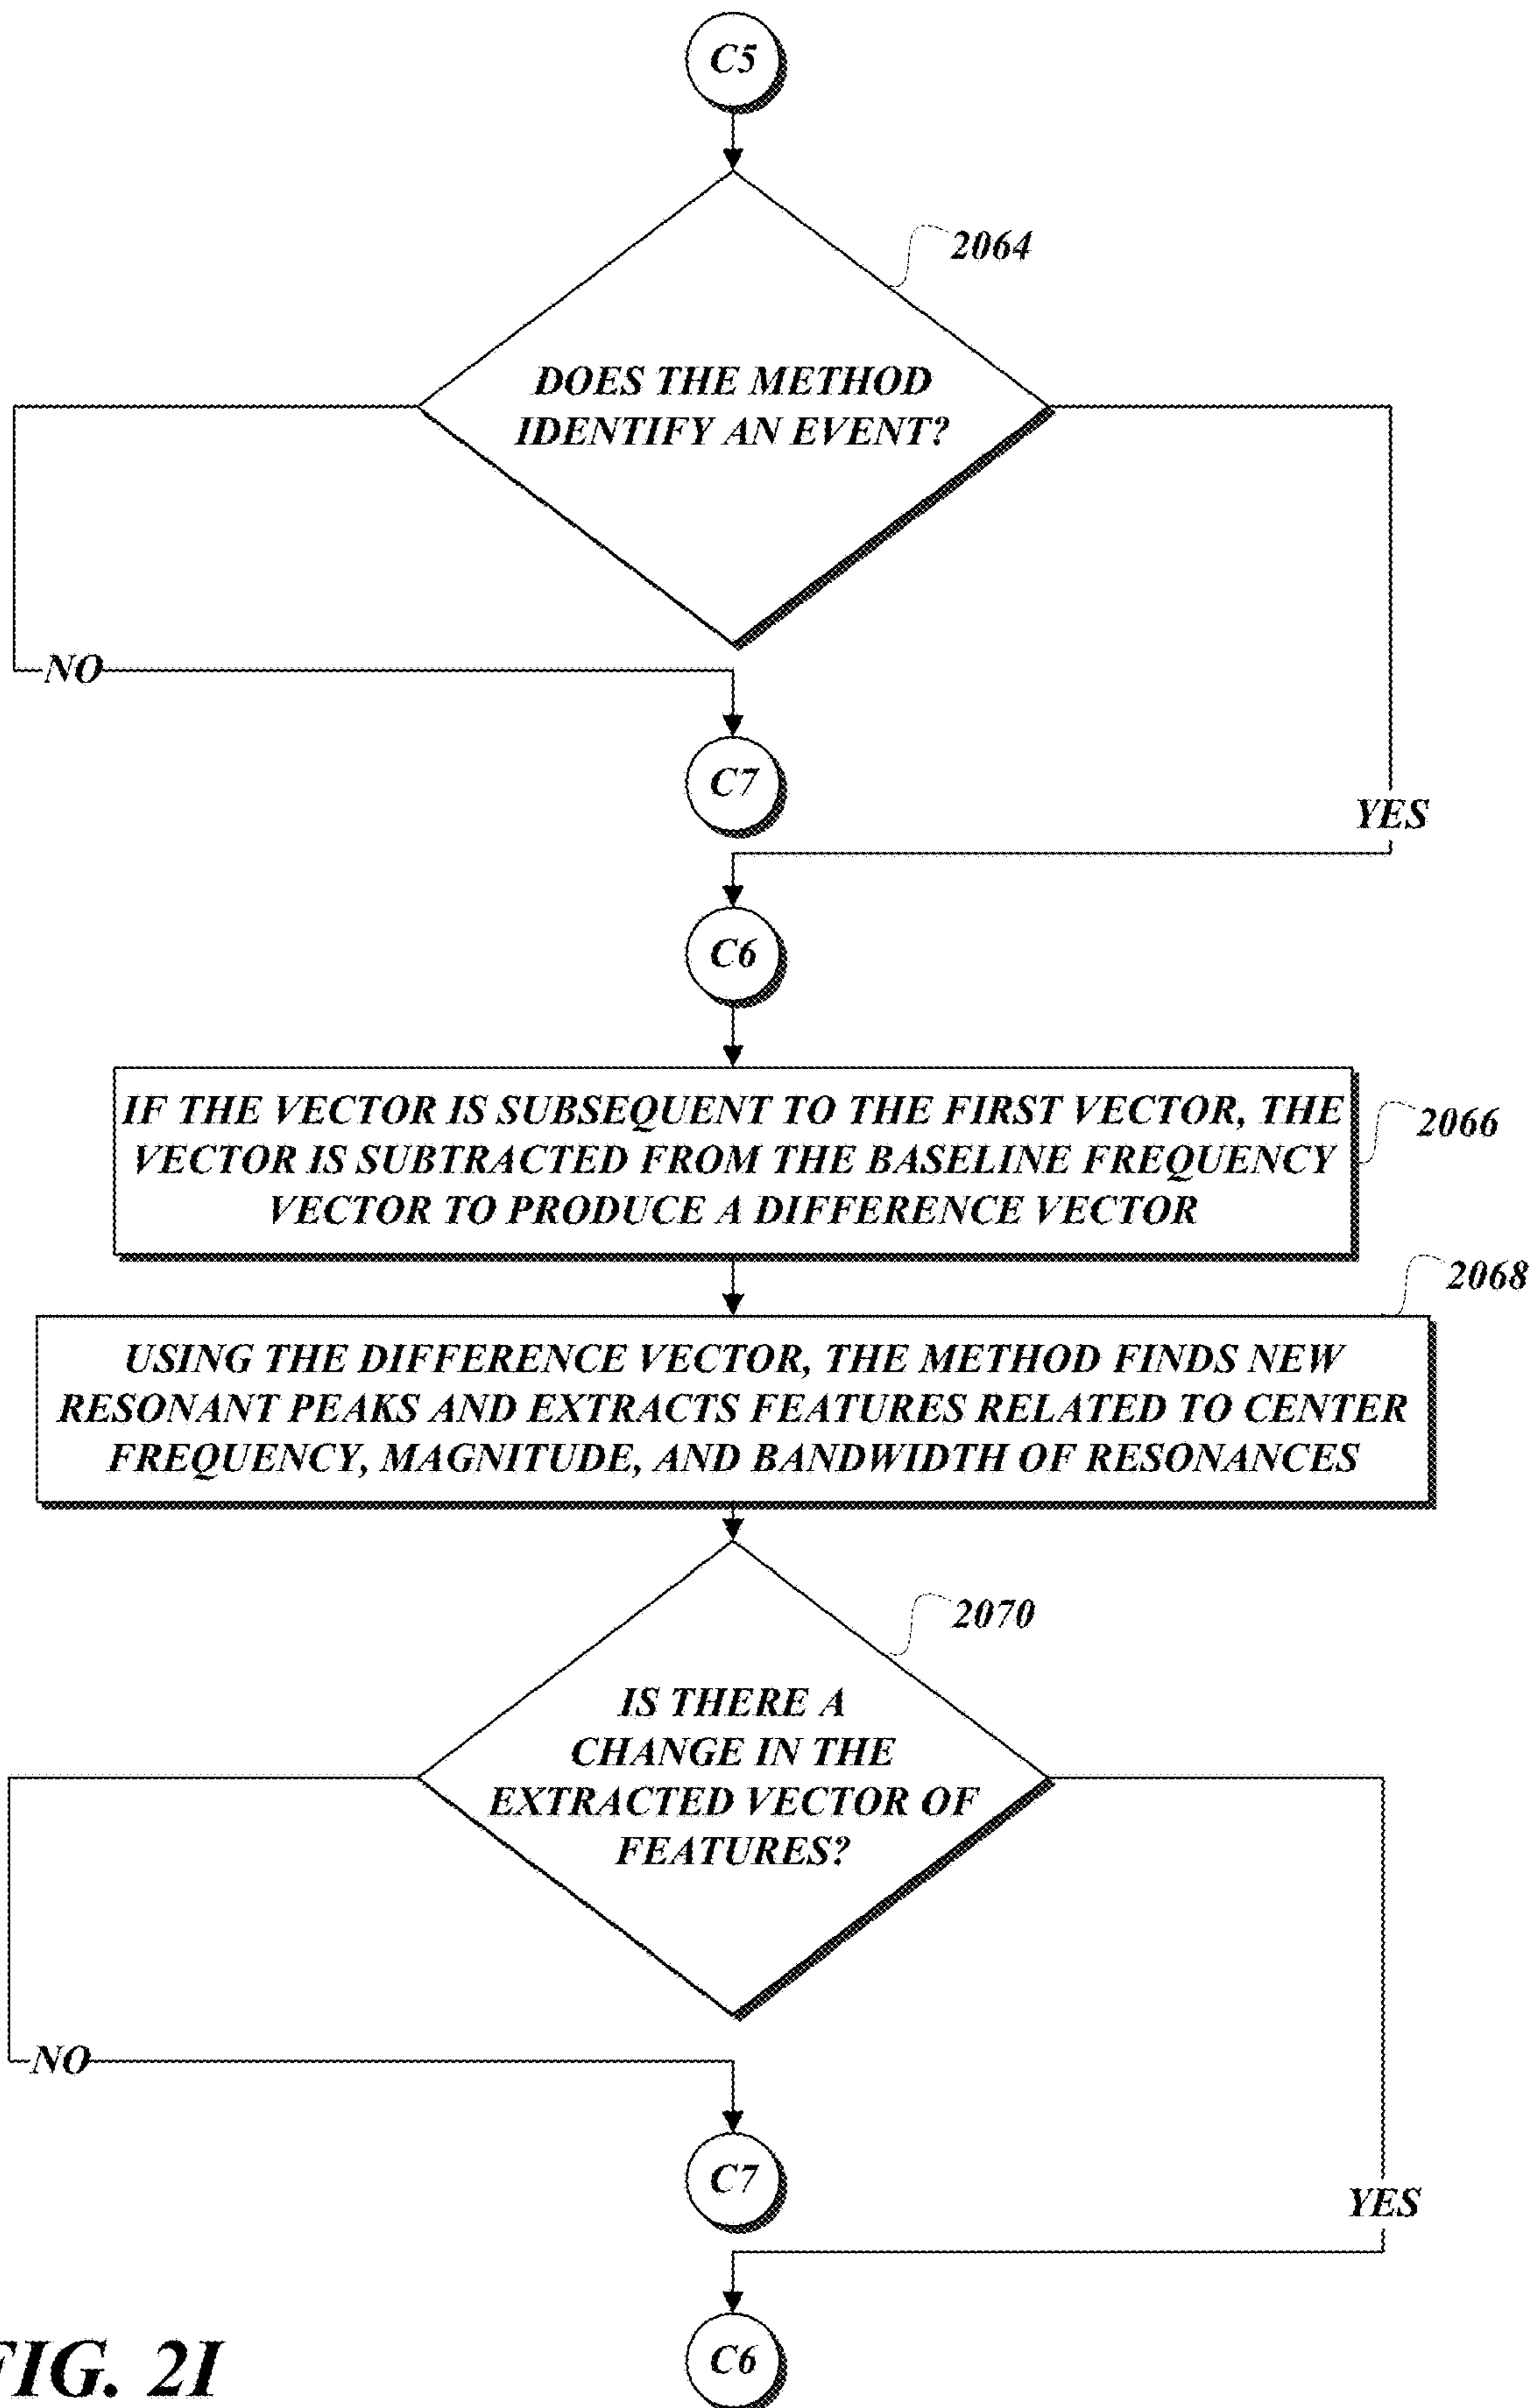 C5
2064
DOES THE METHOD
IDENTIFY AN EVENT?
NO
C7
YES
C6
IF THE VECTOR IS SUBSEQUENT TO THE FIRST VECTOR, THE
VECTOR IS SUBTRACTED FROM THE BASELINE FREQUENCY
VECTOR TO PRODUCE A DIFFERENCE VECTOR
2066
2068
USING THE DIFFERENCE VECTOR, THE METHOD FINDS NEW
RESONANT PEAKS AND EXTRACTS FEATURES RELATED TO CENTER
FREQUENCY, MAGNITUDE, AND BANDWIDTH OF RESONANCES
2070
IS THERE A
CHANGE IN THE
EXTRACTED VECTOR OF
FEATURES?
NO
C7
YES
C6
FIG. 2I